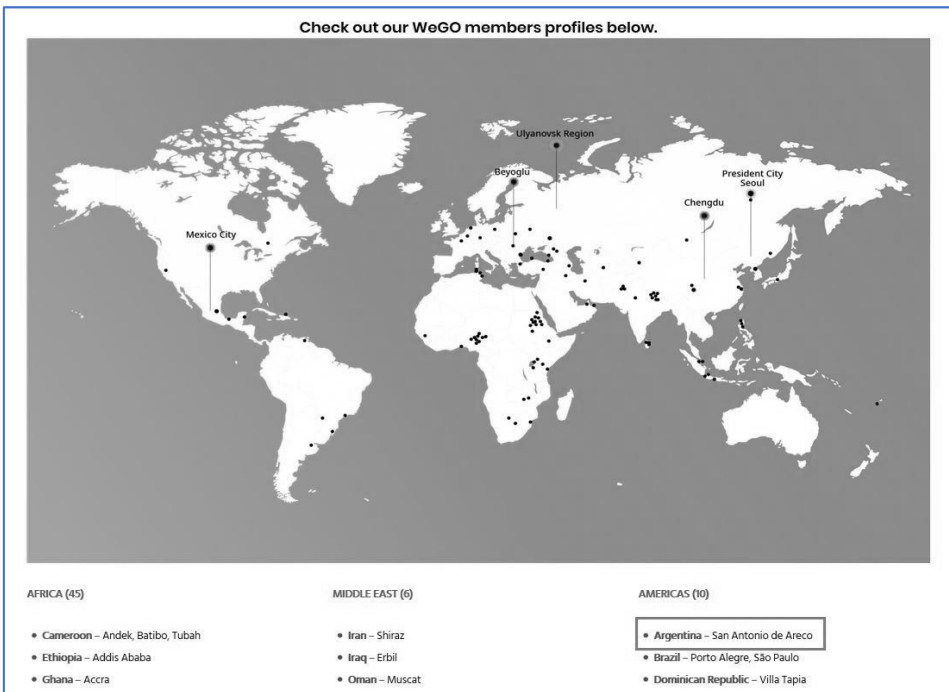 Check out our WeGO members profiles below.
Ulyanovsk Region
Beyoglu
President City
Seoul
Chengdu
Mexico City
AFRICA (45)
MIDDLE EAST (6)
AMERICAS (10)
• Cameroon – Andek, Batibo, Tubah
• Iran – Shiraz
• Argentina – San Antonio de Areco
• Ethiopia – Addis Ababa
• Iraq – Erbil
• Brazil – Porto Alegre, São Paulo
• Ghana – Accra
• Oman – Muscat
• Dominican Republic – Villa Tapia